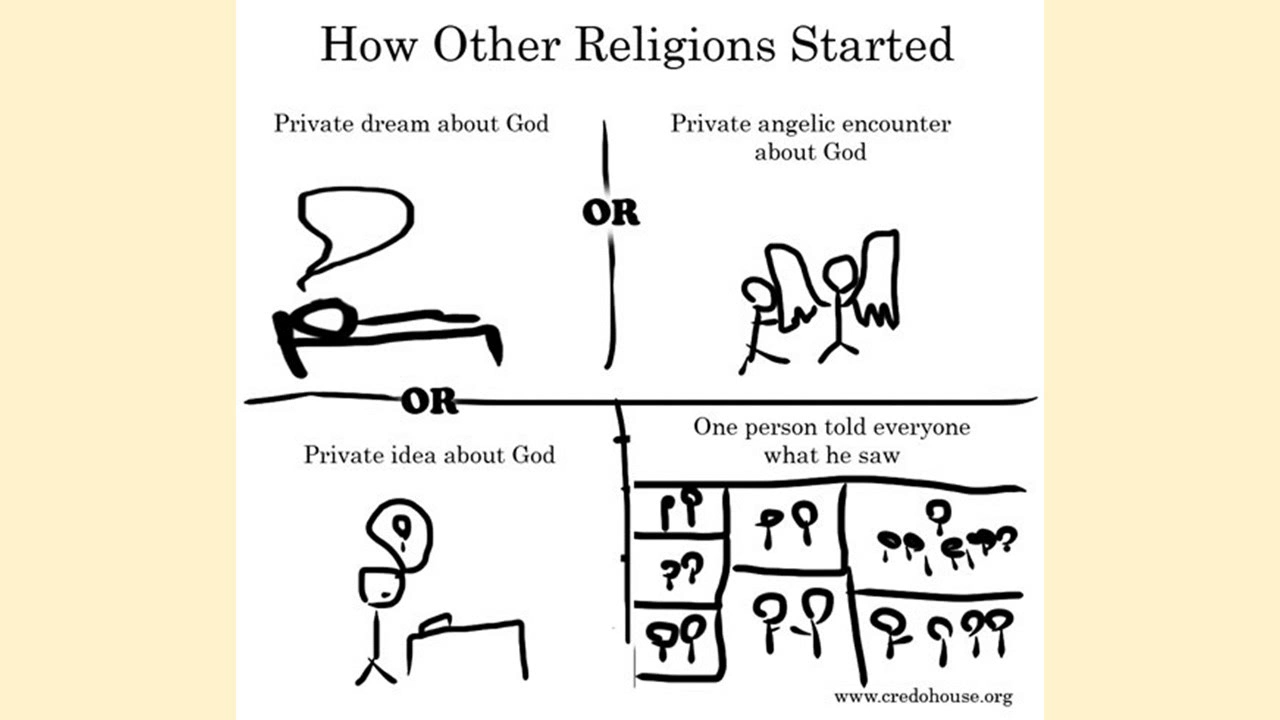 How Other Religions Started
Private dream about God
Private angelic encounter
about God
OR
OR
Private idea about God
One person told everyone
what he saw
??
www.credohouse.org